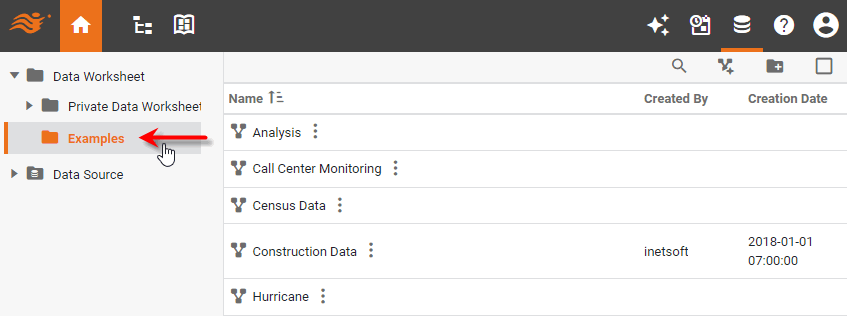 Data Worksheet
Private Data Worksheet
Examples
Data Source
Name Created By Creation Date
Analysis
Call Center Monitoring
Census Data
Construction Data inetsoft 2018-01-01
07:00:00
Hurricane